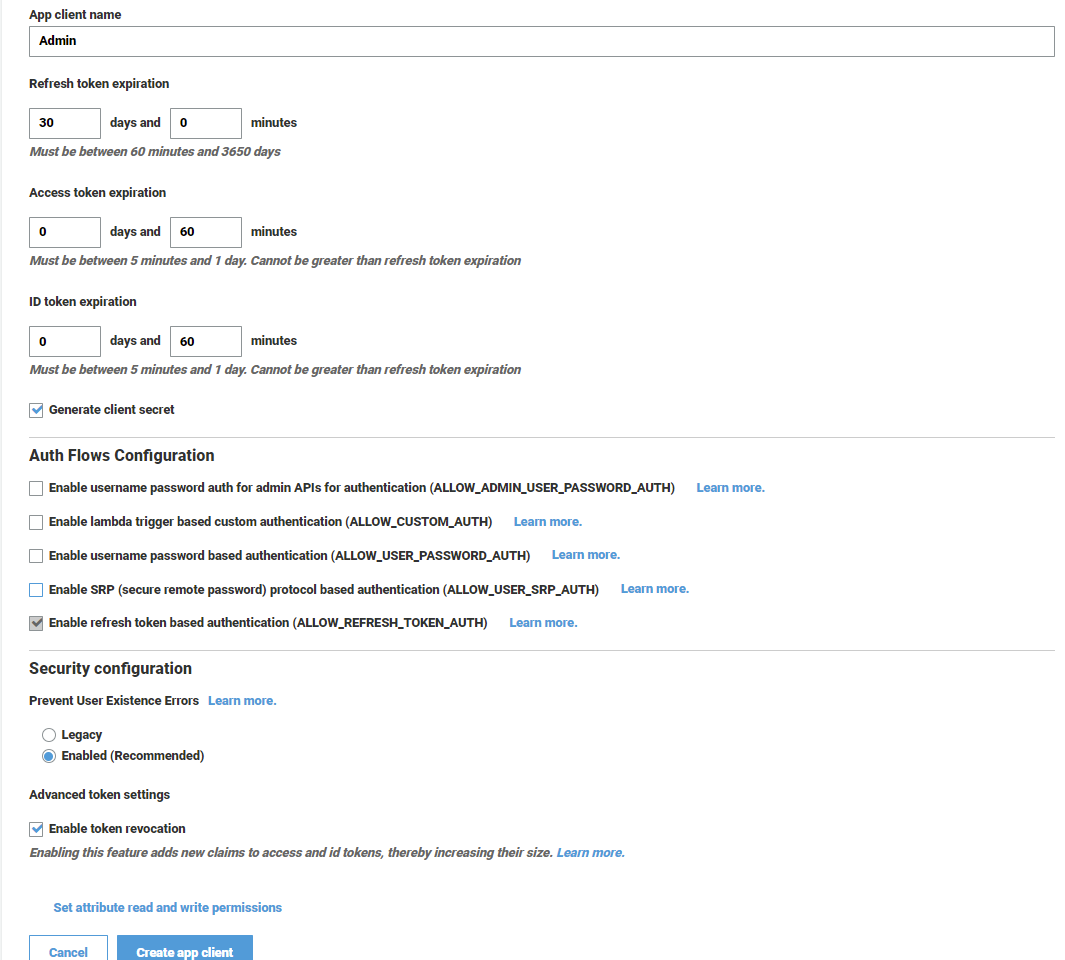 App client name
Admin
Refresh token expiration
30 days and 0 minutes
Must be between 60 minutes and 3650 days
Access token expiration
0 days and 60 minutes
Must be between 5 minutes and 1 day. Cannot be greater than refresh token expiration
ID token expiration
0 days and 60 minutes
Must be between 5 minutes and 1 day. Cannot be greater than refresh token expiration
Generate client secret
Auth Flows Configuration
Enable username password auth for admin APIs for authentication (ALLOW_ADMIN_USER_PASSWORD_AUTH) Learn more.
Enable lambda trigger based custom authentication (ALLOW_CUSTOM_AUTH) Learn more.
Enable username password based authentication (ALLOW_USER_PASSWORD_AUTH) Learn more.
Enable SRP (secure remote password) protocol based authentication (ALLOW_USER_SRP_AUTH) Learn more.
Enable refresh token based authentication (ALLOW_REFRESH_TOKEN_AUTH) Learn more.
Security configuration
Prevent User Existence Errors Learn more.
Legacy
Enabled (Recommended)
Advanced token settings
Enable token revocation
Enabling this feature adds new claims to access and id tokens, thereby increasing their size. Learn more.
Set attribute read and write permissions
Cancel Create app client